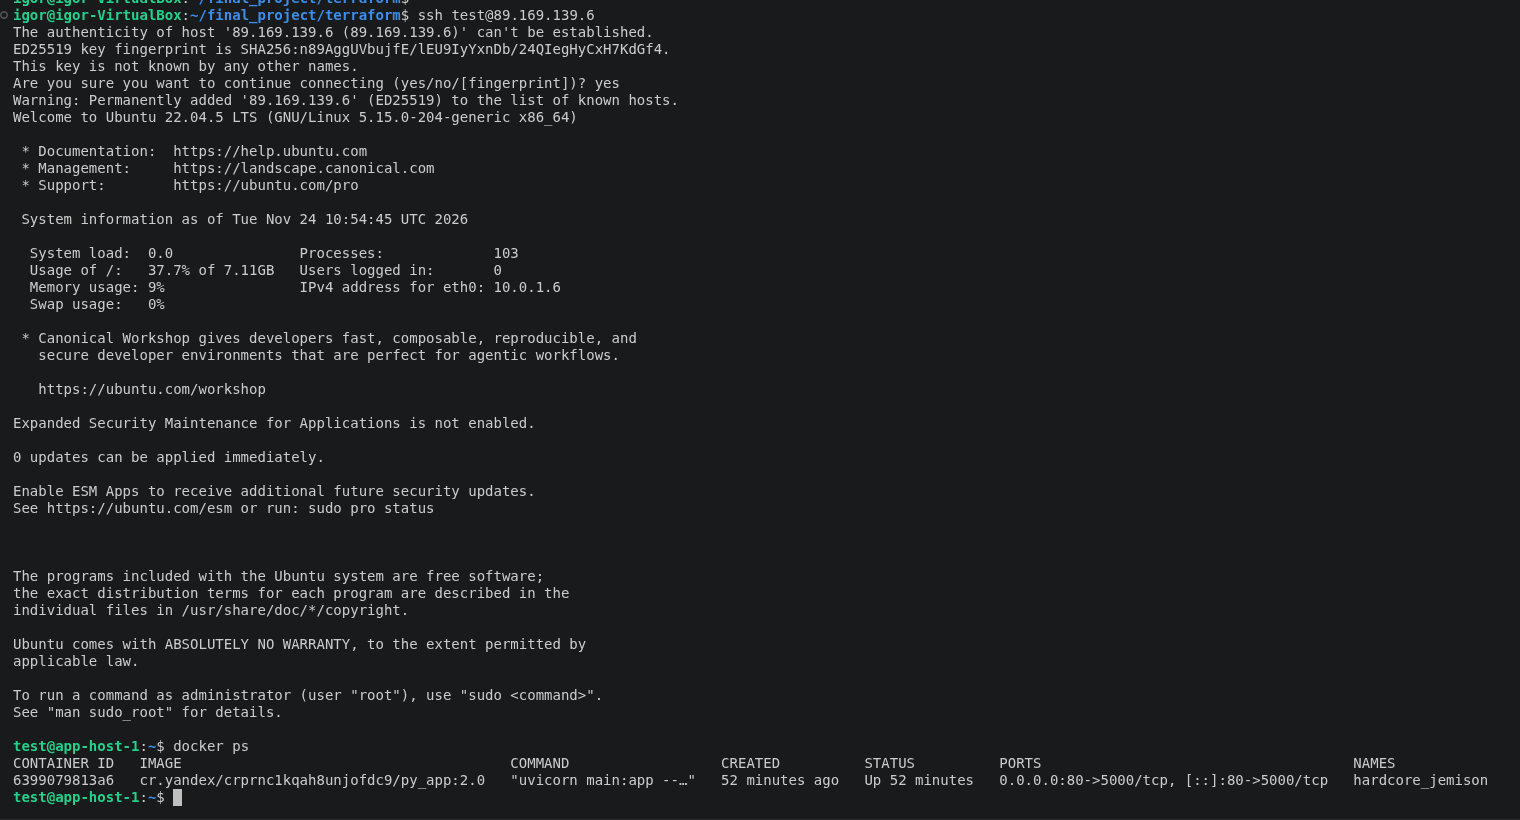 igor@igor-VirtualBox:~/final_project/terraform$
igor@igor-VirtualBox:~/final_project/terraform$ ssh test@89.169.139.6
The authenticity of host '89.169.139.6 (89.169.139.6)' can't be established.
ED25519 key fingerprint is SHA256:n89AggUVbujfE/lEU9IyYxnDb/24QIegHyCxH7KdGf4.
This key is not known by any other names.
Are you sure you want to continue connecting (yes/no/[fingerprint])? yes
Warning: Permanently added '89.169.139.6' (ED25519) to the list of known hosts.
Welcome to Ubuntu 22.04.5 LTS (GNU/Linux 5.15.0-204-generic x86_64)

 * Documentation:  https://help.ubuntu.com
 * Management:     https://landscape.canonical.com
 * Support:        https://ubuntu.com/pro

 System information as of Tue Nov 24 10:54:45 UTC 2026

  System load:  0.0               Processes:             103
  Usage of /:   37.7% of 7.11GB   Users logged in:       0
  Memory usage: 9%                IPv4 address for eth0: 10.0.1.6
  Swap usage:   0%

 * Canonical Workshop gives developers fast, composable, reproducible, and
   secure developer environments that are perfect for agentic workflows.

   https://ubuntu.com/workshop

Expanded Security Maintenance for Applications is not enabled.

0 updates can be applied immediately.

Enable ESM Apps to receive additional future security updates.
See https://ubuntu.com/esm or run: sudo pro status

The programs included with the Ubuntu system are free software;
the exact distribution terms for each program are described in the
individual files in /usr/share/doc/*/copyright.

Ubuntu comes with ABSOLUTELY NO WARRANTY, to the extent permitted by
applicable law.

To run a command as administrator (user "root"), use "sudo <command>".
See "man sudo_root" for details.

test@app-host-1:~$ docker ps
CONTAINER ID   IMAGE                                       COMMAND                  CREATED          STATUS          PORTS                                     NAMES
6399079813a6   cr.yandex/crprnc1kqah8unjofdc9/py_app:2.0   "uvicorn main:app --…"   52 minutes ago   Up 52 minutes   0.0.0.0:80->5000/tcp, [::]:80->5000/tcp   hardcore_jemison
test@app-host-1:~$